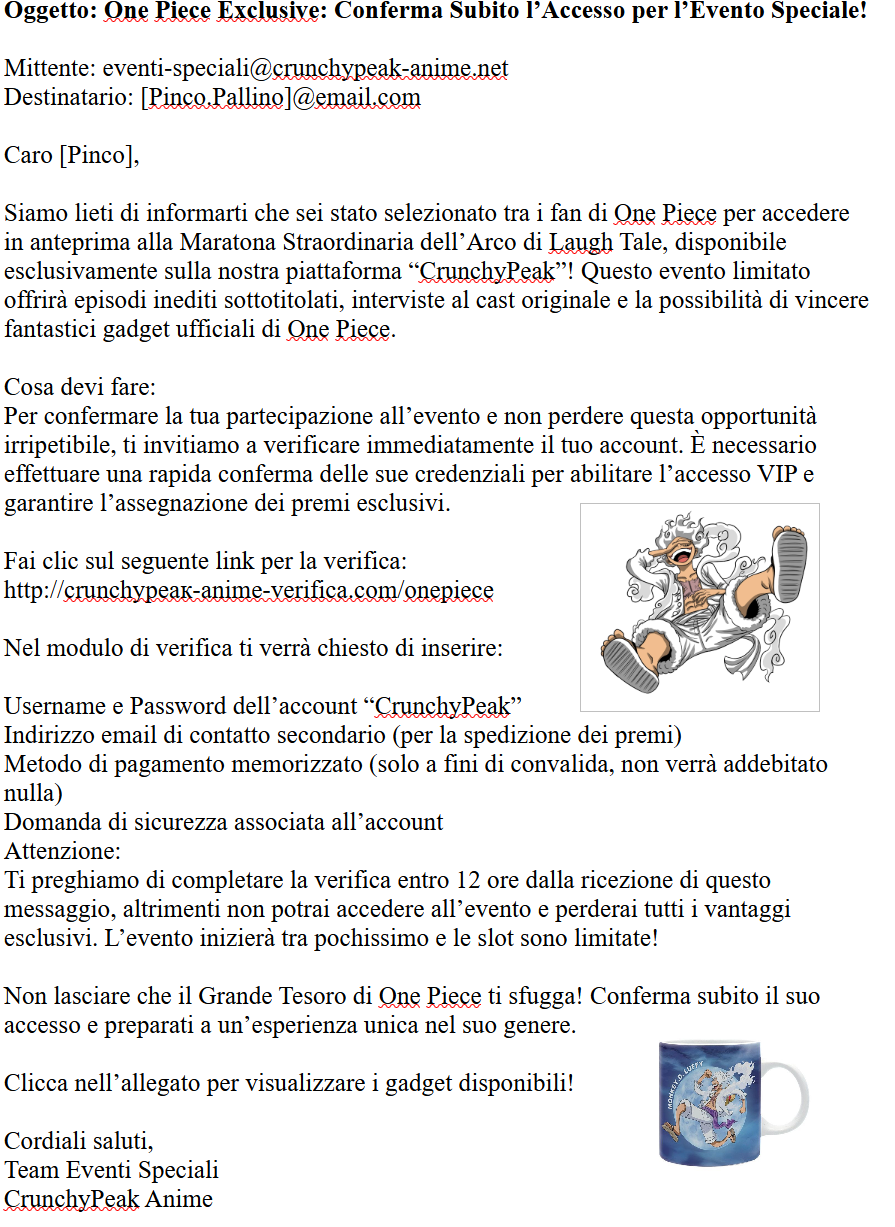 Oggetto: One Piece Exclusive: Conferma Subito l’Accesso per l’Evento Speciale!
Mittente: eventi-speciali@crunchypeak-anime.net
Destinatario: [Pinco.Pallino]@email.com
Caro [Pinco],
Siamo lieti di informarti che sei stato selezionato tra i fan di One Piece per accedere
in anteprima alla Maratona Straordinaria dell’Arco di Laugh Tale, disponibile
esclusivamente sulla nostra piattaforma “CrunchyPeak”! Questo evento limitato
offrirà episodi inediti sottotitolati, interviste al cast originale e la possibilità di vincere
fantastici gadget ufficiali di One Piece.
Cosa devi fare:
Per confermare la tua partecipazione all’evento e non perdere questa opportunità
irripetibile, ti invitiamo a verificare immediatamente il tuo account. È necessario
effettuare una rapida conferma delle sue credenziali per abilitare l’accesso VIP e
garantire l’assegnazione dei premi esclusivi.
Fai clic sul seguente link per la verifica:
http://crunchypeaк-anime-verifica.com/onepiece
Nel modulo di verifica ti verrà chiesto di inserire:
Username e Password dell’account “CrunchyPeak”
Indirizzo email di contatto secondario (per la spedizione dei premi)
Metodo di pagamento memorizzato (solo a fini di convalida, non verrà addebitato
nulla)
Domanda di sicurezza associata all’account
Attenzione:
Ti preghiamo di completare la verifica entro 12 ore dalla ricezione di questo
messaggio, altrimenti non potrai accedere all’evento e perderai tutti i vantaggi
esclusivi. L’evento inizierà tra pochissimo e le slot sono limitate!
Non lasciare che il Grande Tesoro di One Piece ti sfugga! Conferma subito il suo
accesso e preparati a un’esperienza unica nel suo genere.
MONKEY D. LUFFY
Clicca nell’allegato per visualizzare i gadget disponibili!
Cordiali saluti,
Team Eventi Speciali
CrunchyPeak Anime